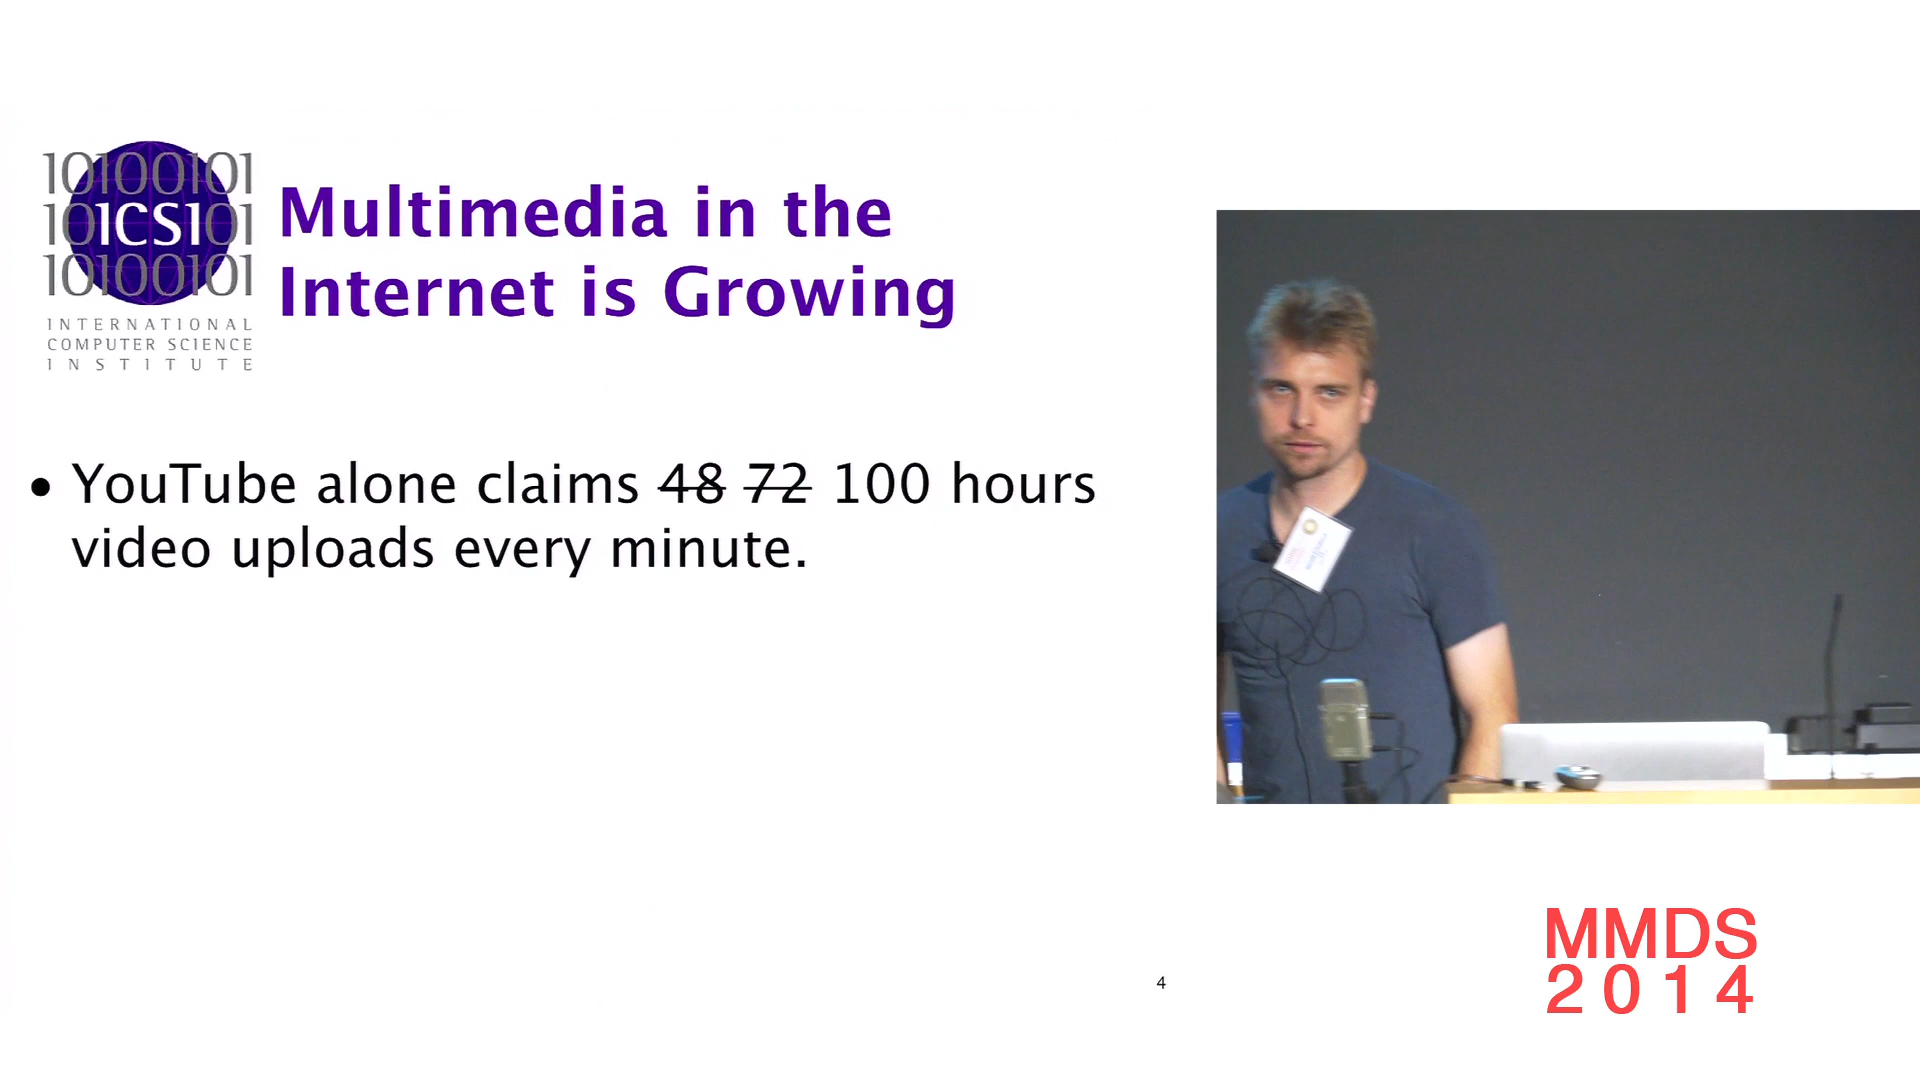 10100101
101ICSI01
10100101
INTERNATIONAL
COMPUTER SCIENCE
INSTITUTE
Multimedia in the
Internet is Growing
• YouTube alone claims 48 72 100 hours
video uploads every minute.
4
MMDS
2014